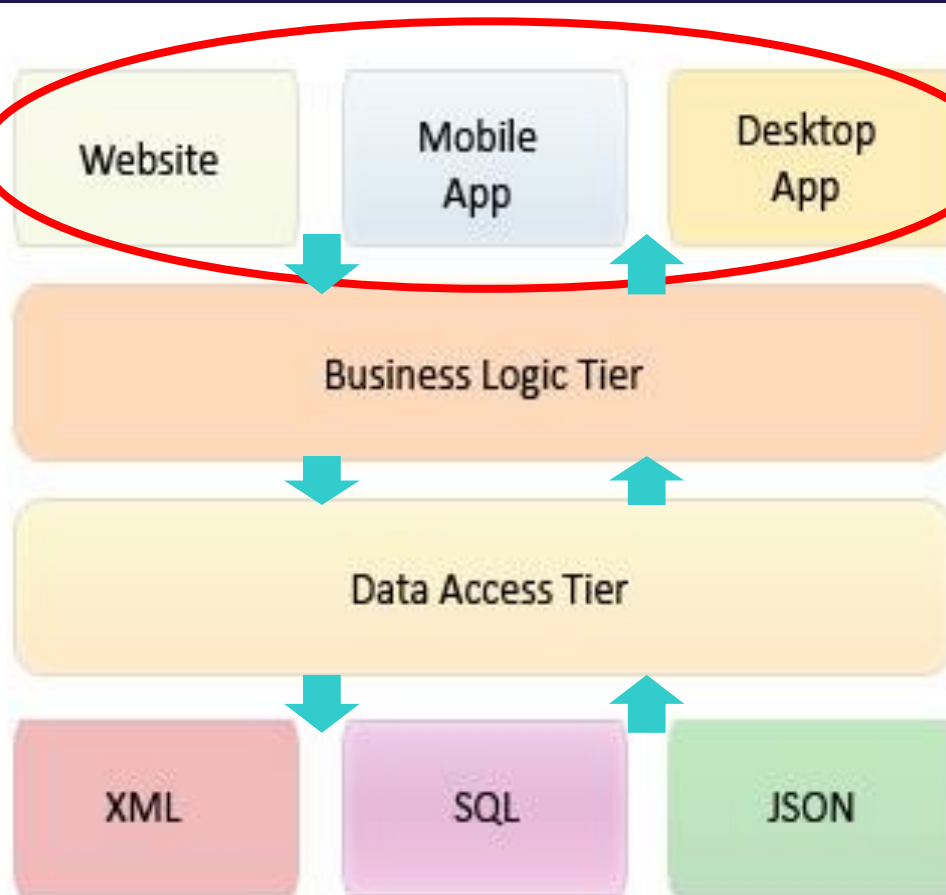 Website
Mobile
App
Desktop
App
Business Logic Tier
Data Access Tier
XML
SQL
JSON